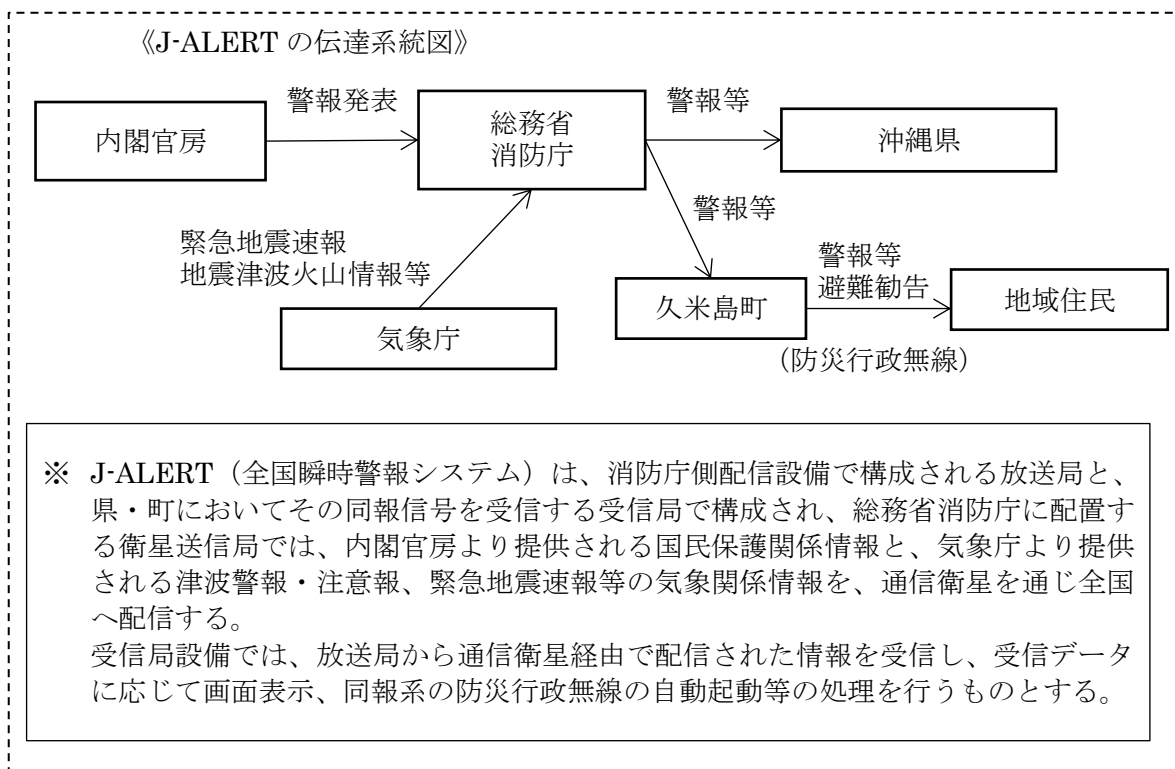 《J-ALERT の伝達系統図》
警報発表
警報等
内閣官房
総務省
消防庁
沖縄県
警報等
緊急地震速報
地震津波火山情報等
警報等
避難勧告
久米島町
地域住民
気象庁
（防災行政無線）
※ J-ALERT（全国瞬時警報システム）は、消防庁側配信設備で構成される放送局と、
県・町においてその同報信号を受信する受信局で構成され、総務省消防庁に配置す
る衛星送信局では、内閣官房より提供される国民保護関係情報と、気象庁より提供
される津波警報・注意報、緊急地震速報等の気象関係情報を、通信衛星を通じ全国
へ配信する。
受信局設備では、放送局から通信衛星経由で配信された情報を受信し、受信データ
に応じて画面表示、同報系の防災行政無線の自動起動等の処理を行うものとする。